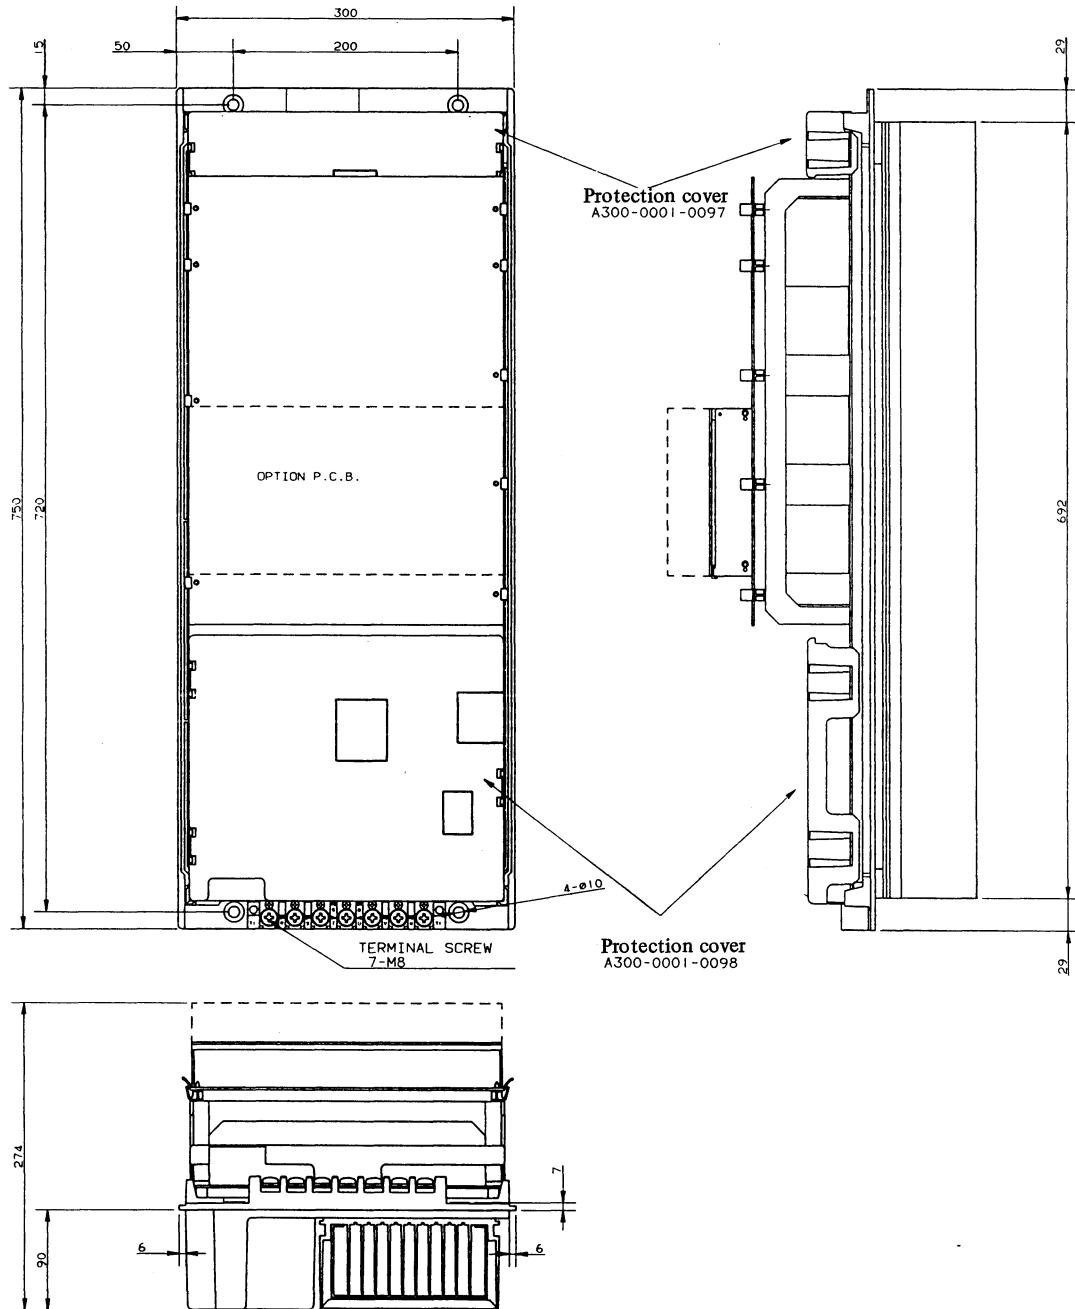 300
50
200
15
29
Protection cover
A300-0001-0097
OPTION P.C.B.
750
720
692
4-ø10
TERMINAL SCREW
7-M8
Protection cover
A300-0001-0098
29
274
7
90
6
6